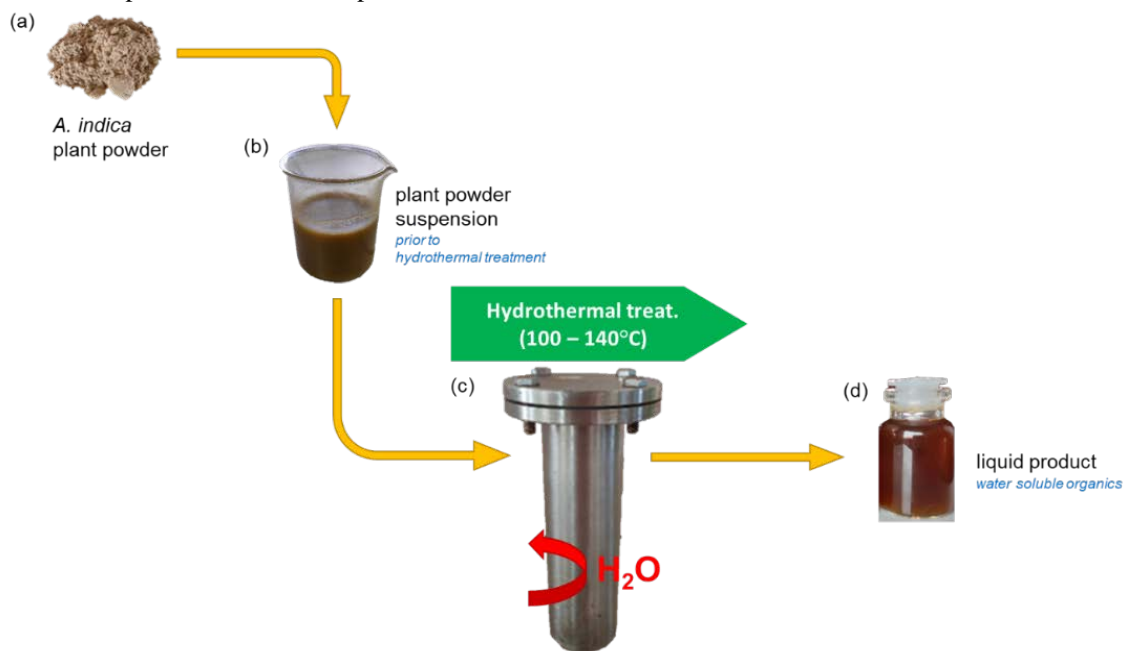 (a)
A. indica
plant powder
(b)
plant powder
suspension
prior to
hydrothermal treatment
Hydrothermal treat.
(100 – 140°C)
(c)
H₂O
(d)
liquid product
water soluble organics